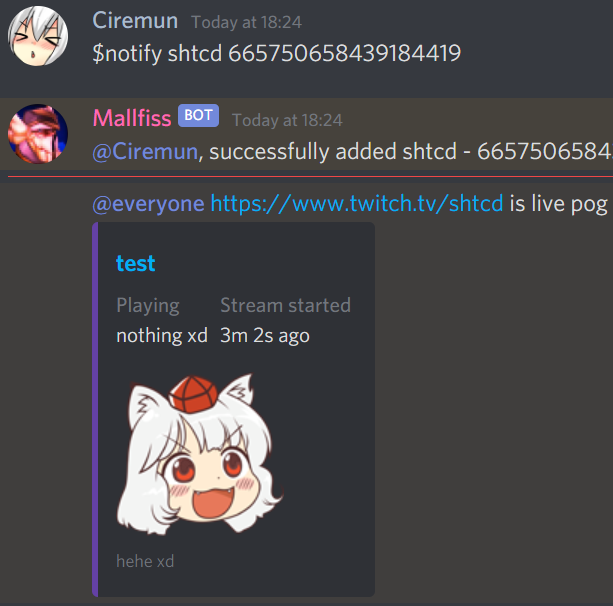 Ciremun Today at 18:24
$notify shtcd 665750658439184419
Mallfiss BOT Today at 18:24
@Ciremun, successfully added shtcd - 6657506584
@everyone https://www.twitch.tv/shtcd is live pog
test
Playing Stream started
nothing xd 3m 2s ago
hehe xd